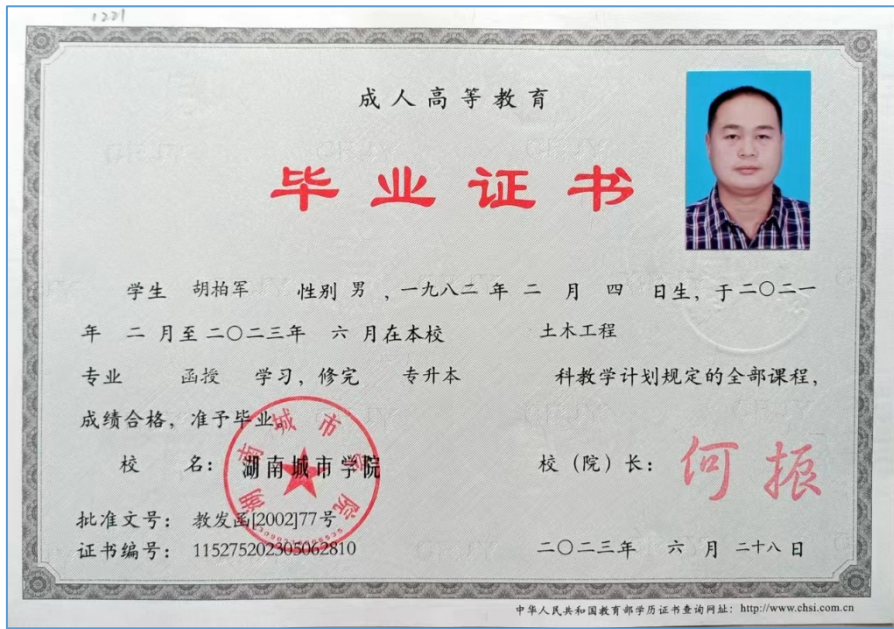 1221
成人高等教育
毕业证书
学生 胡柏军 性别 男 ,一九八二 年 二 月 四 日生,于二〇二一
年 二 月至二〇二三年 六 月在本校 土木工程
专业 函授 学习,修完 专升本 科教学计划规定的全部课程,
成绩合格,准予毕业。
校 名: 湖南城市学院 校(院)长: 何振
湖南城市学院
批准文号: 教发函[2002]77号
证书编号: 115275202305062810 二〇二三年 六 月 二十八 日
中华人民共和国教育部学历证书查询网址: http://www.chsi.com.cn